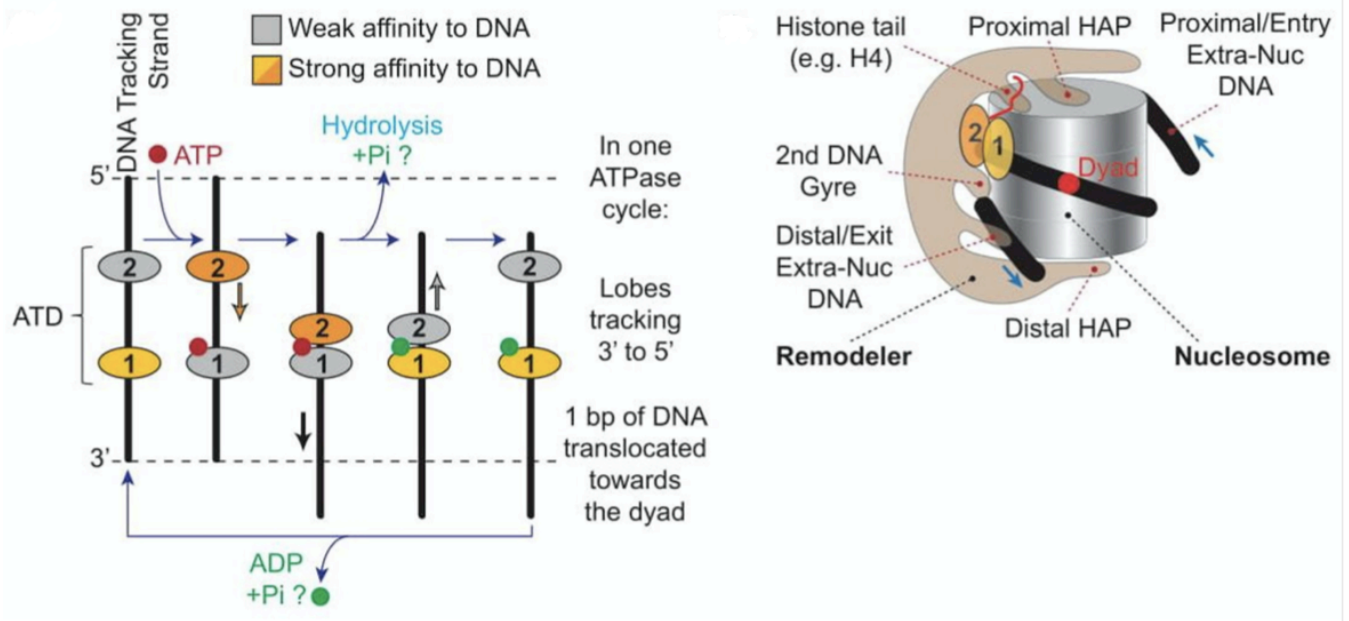 DNA Tracking
Strand
Weak affinity to DNA
Strong affinity to DNA
ATP
Hydrolysis
+Pi ?
5'
3'
ATD
2
1
2
1
2
1
2
1
2
1
In one
ATPase
cycle:
Lobes
tracking
3' to 5'
1 bp of DNA
translocated
towards
the dyad
ADP
+Pi ?
Histone tail
(e.g. H4)
Proximal HAP
Proximal/Entry
Extra-Nuc
DNA
2
1
Dyad
2nd DNA
Gyre
Distal/Exit
Extra-Nuc
DNA
Distal HAP
Remodeler
Nucleosome